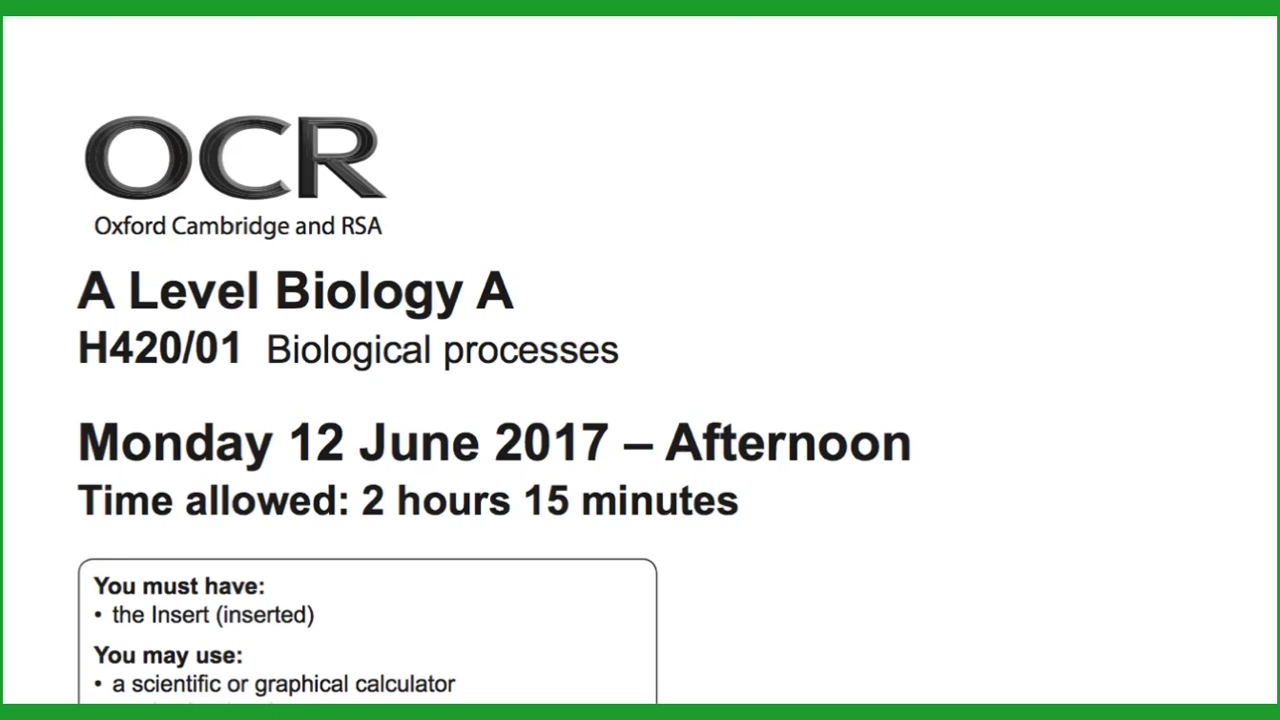 OCR
Oxford Cambridge and RSA
A Level Biology A
H420/01 Biological processes
Monday 12 June 2017 – Afternoon
Time allowed: 2 hours 15 minutes
You must have:
• the Insert (inserted)
You may use:
• a scientific or graphical calculator